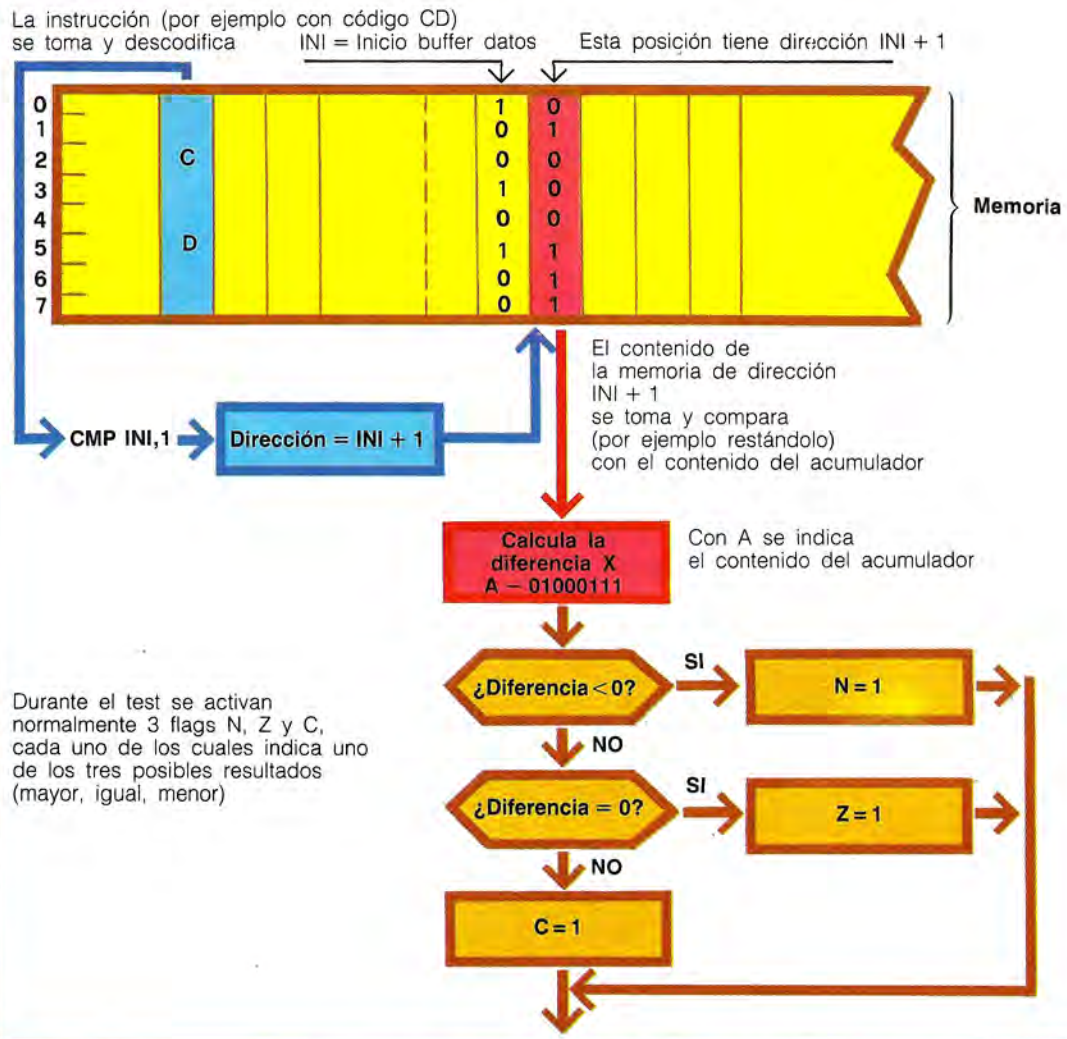 La instrucción (por ejemplo con código CD)
se toma y descodifica
INI = Inicio buffer datos
Esta posición tiene dirección INI + 1
0
1
2
3
4
5
6
7
C
D
1 0
0 1
0 0
1 0
0 0
1 1
0 1
0 1
Memoria
El contenido de
la memoria de dirección
INI + 1
se toma y compara
(por ejemplo restándolo)
con el contenido del acumulador
CMP INI,1
Dirección = INI + 1
Calcula la
diferencia X
A − 01000111
Con A se indica
el contenido del acumulador
Durante el test se activan
normalmente 3 flags N, Z y C,
cada uno de los cuales indica uno
de los tres posibles resultados
(mayor, igual, menor)
¿Diferencia < 0?
SI
N = 1
NO
¿Diferencia = 0?
SI
Z = 1
NO
C = 1